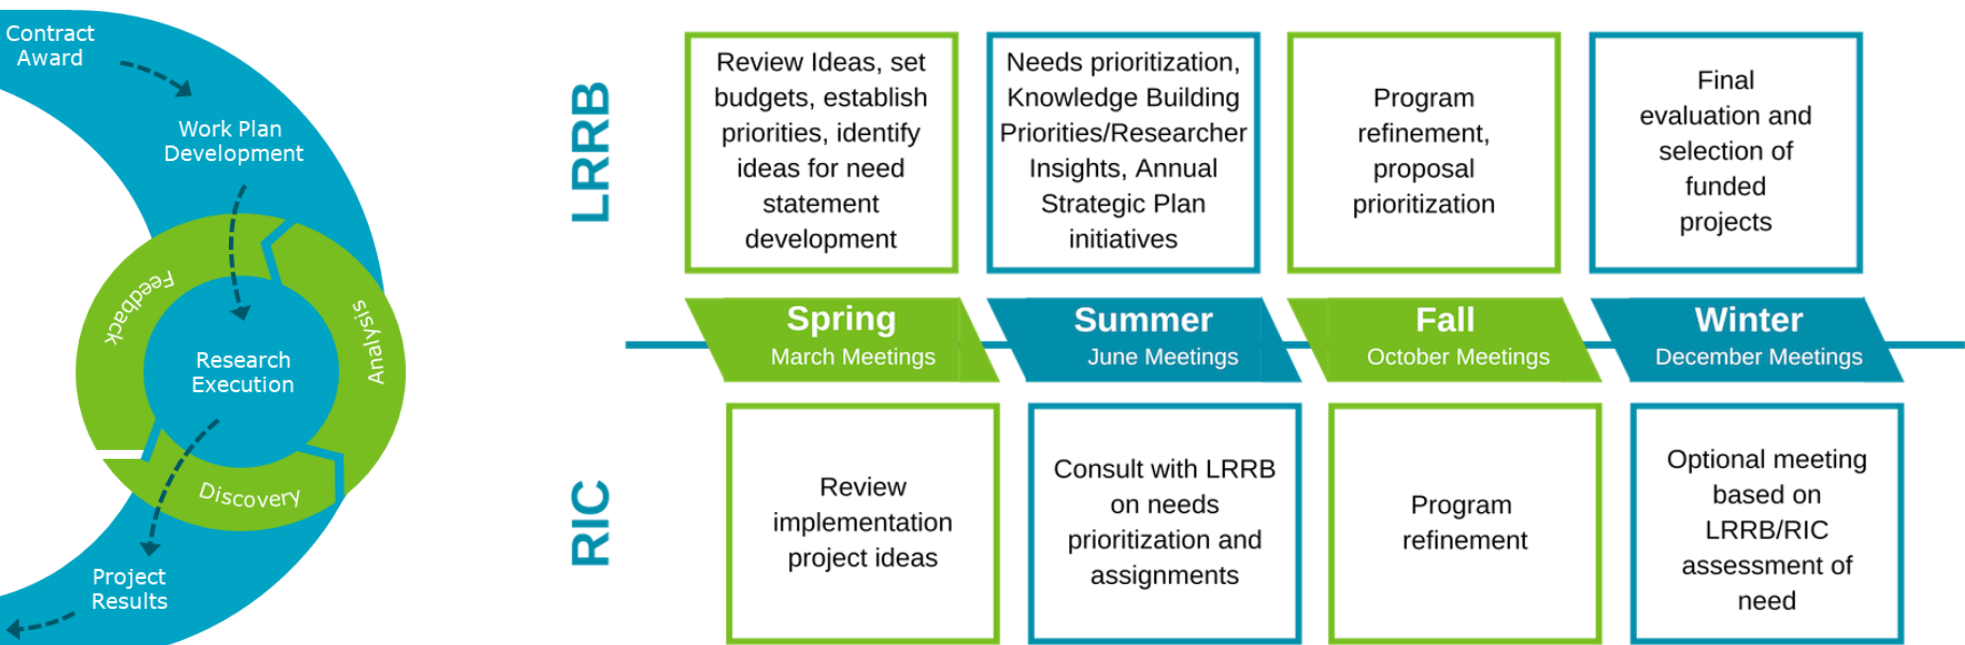 Contract
Award
Work Plan
Development
Feedback
Analysis
Research
Execution
Discovery
Project
Results
LRRB
Review Ideas, set
budgets, establish
priorities, identify
ideas for need
statement
development
Needs prioritization,
Knowledge Building
Priorities/Researcher
Insights, Annual
Strategic Plan
initiatives
Program
refinement,
proposal
prioritization
Final
evaluation and
selection of
funded
projects
Spring
March Meetings
Summer
June Meetings
Fall
October Meetings
Winter
December Meetings
RIC
Review
implementation
project ideas
Consult with LRRB
on needs
prioritization and
assignments
Program
refinement
Optional meeting
based on
LRRB/RIC
assessment of
need